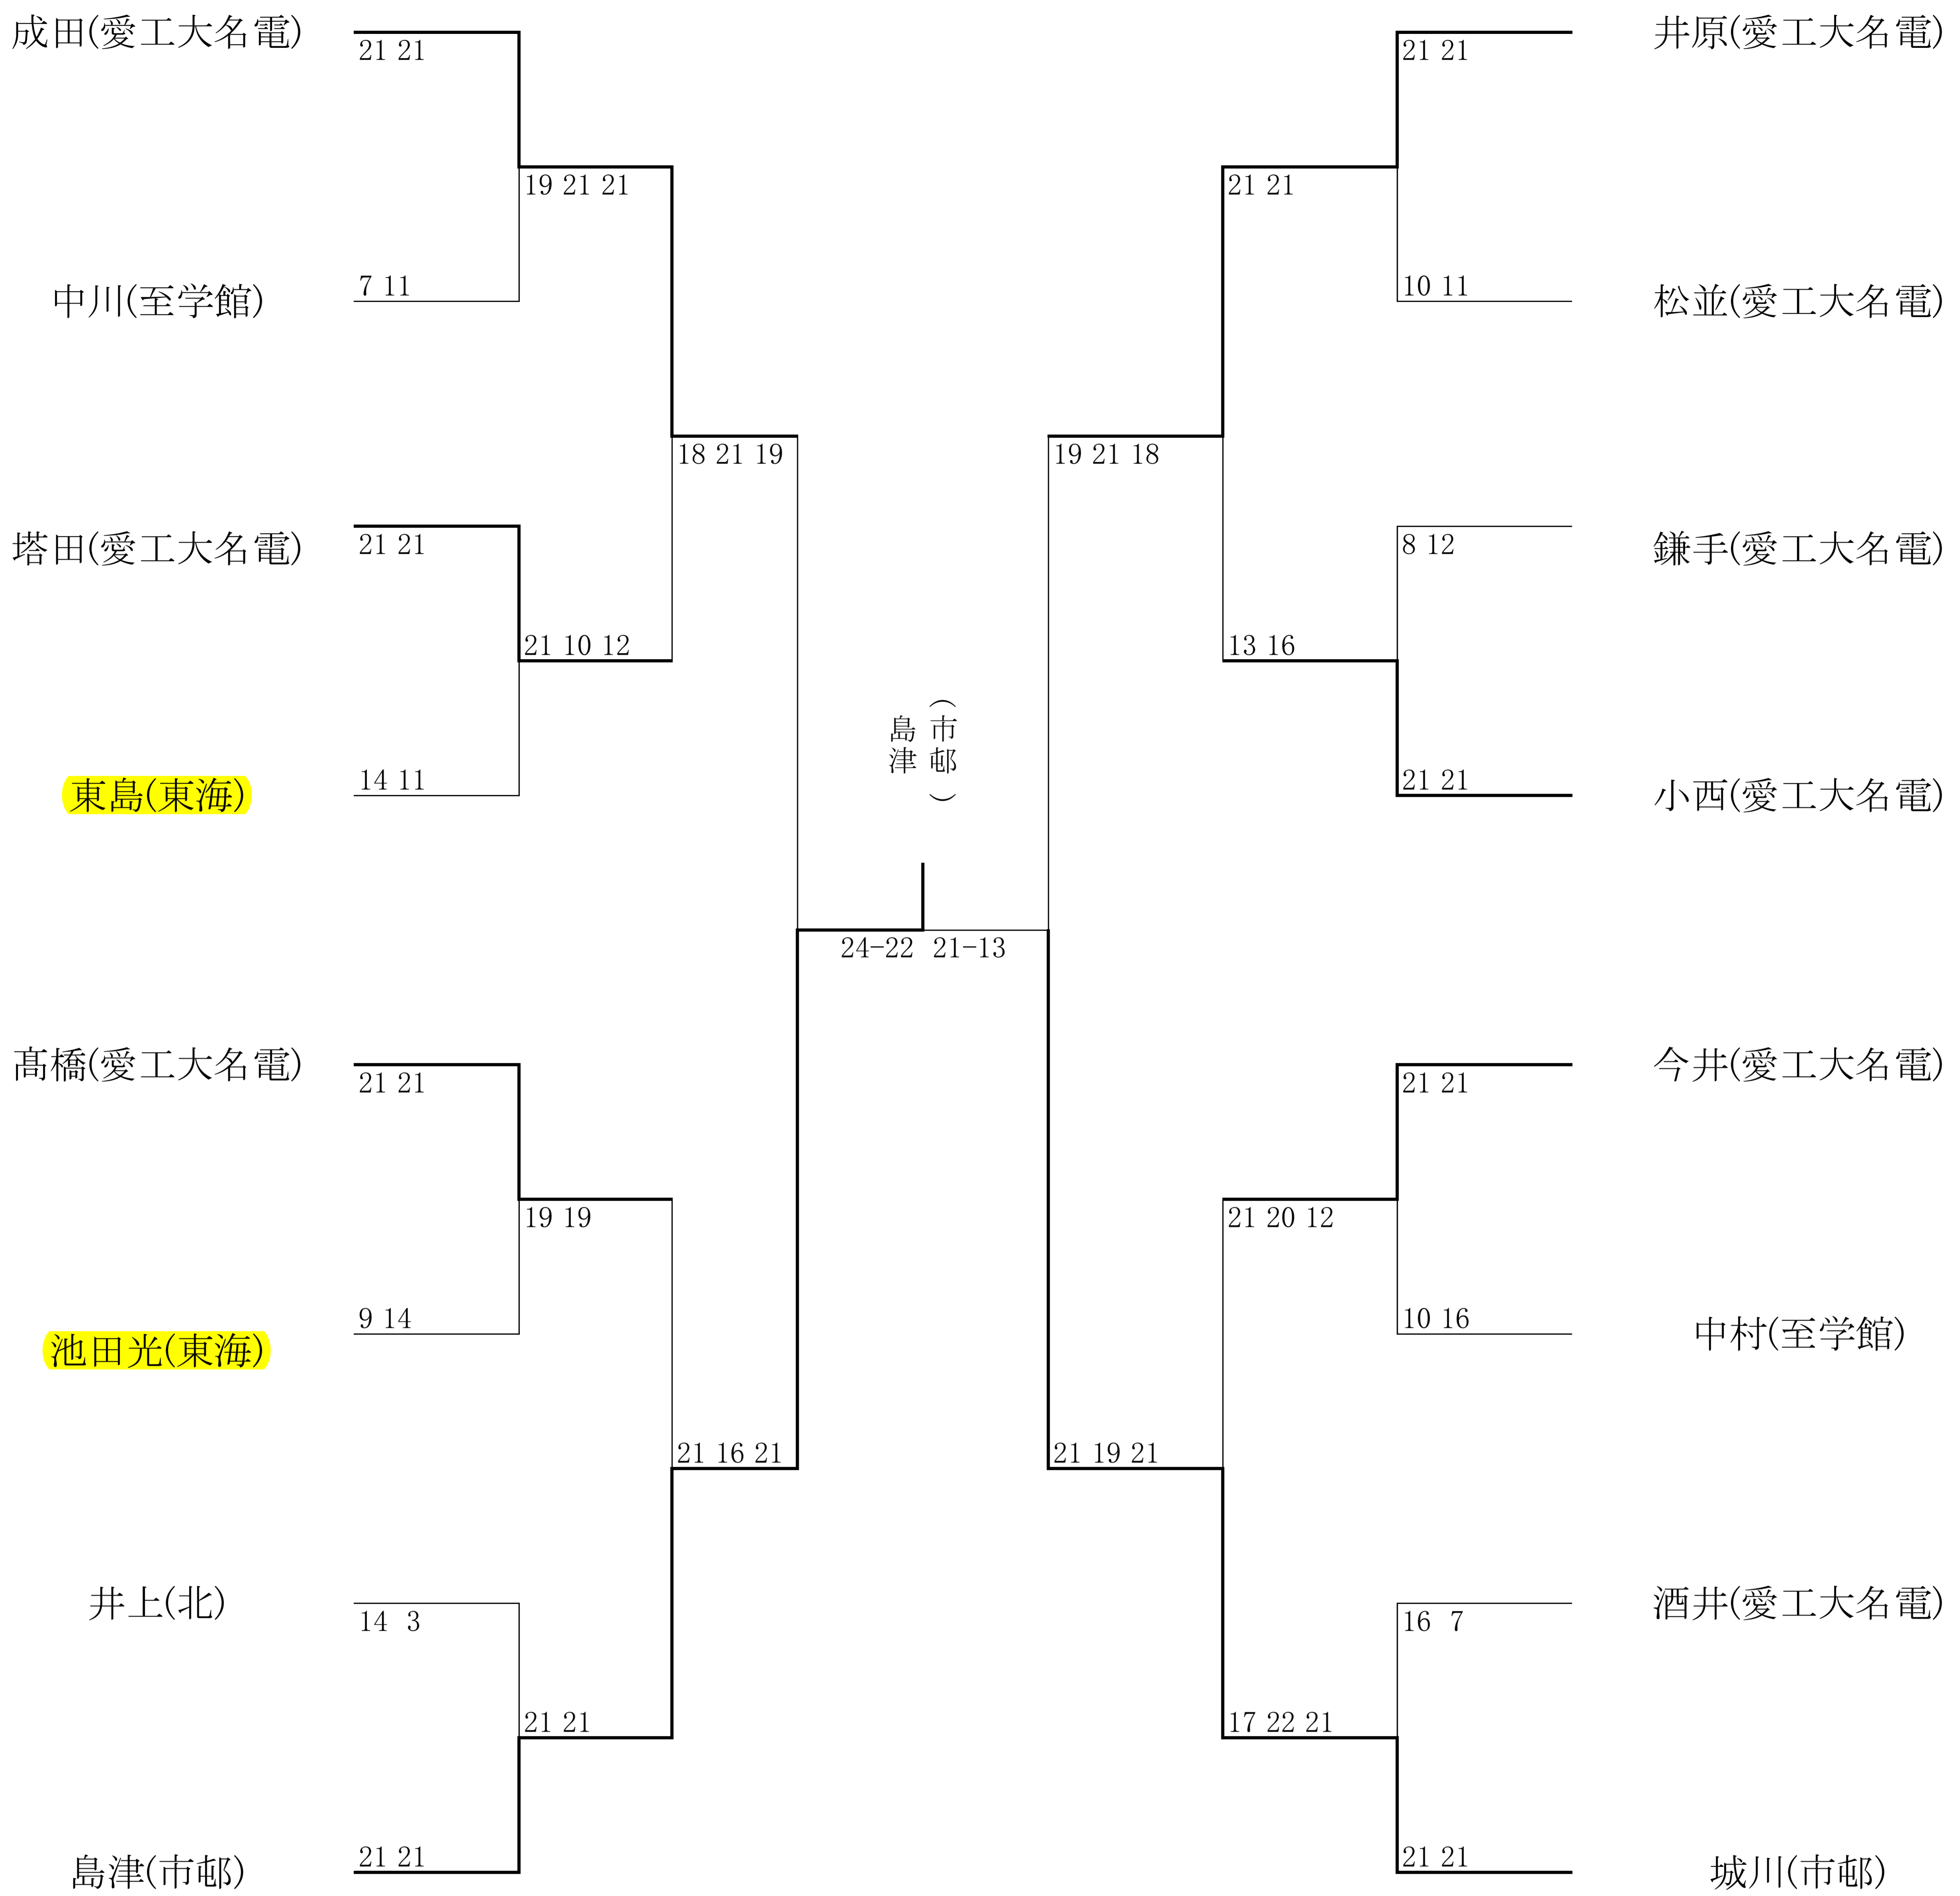 成田(愛工大名電)
21 21
井原(愛工大名電)
21 21
19 21 21
21 21
中川(至学館)
7 11
松並(愛工大名電)
10 11
18 21 19
19 21 18
塔田(愛工大名電)
21 21
鎌手(愛工大名電)
8 12
21 10 12
13 16
東島(東海)
14 11
小西(愛工大名電)
21 21
島津
(市邨)
24-22 21-13
髙橋(愛工大名電)
21 21
今井(愛工大名電)
21 21
19 19
21 20 12
池田光(東海)
9 14
中村(至学館)
10 16
21 16 21
21 19 21
井上(北)
14 3
酒井(愛工大名電)
16 7
21 21
17 22 21
島津(市邨)
21 21
城川(市邨)
21 21